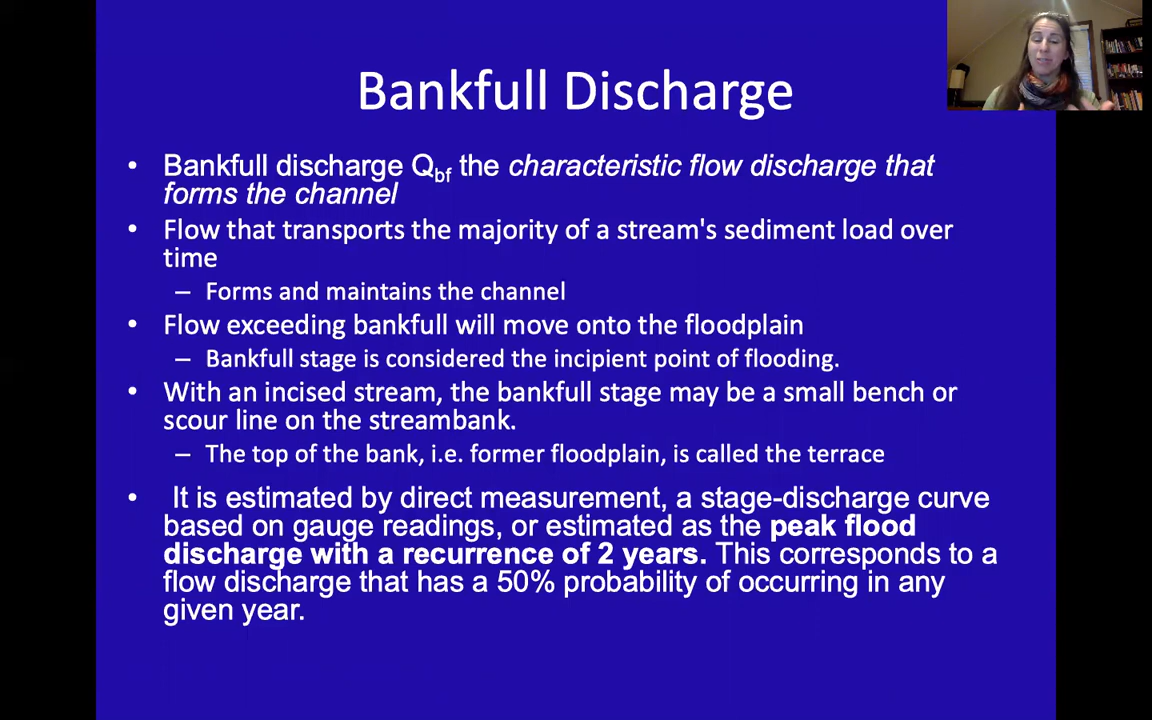 Bankfull Discharge
• Bankfull discharge Qbf the characteristic flow discharge that
forms the channel
• Flow that transports the majority of a stream's sediment load over
time
– Forms and maintains the channel
• Flow exceeding bankfull will move onto the floodplain
– Bankfull stage is considered the incipient point of flooding.
• With an incised stream, the bankfull stage may be a small bench or
scour line on the streambank.
– The top of the bank, i.e. former floodplain, is called the terrace
• It is estimated by direct measurement, a stage-discharge curve
based on gauge readings, or estimated as the peak flood
discharge with a recurrence of 2 years. This corresponds to a
flow discharge that has a 50% probability of occurring in any
given year.